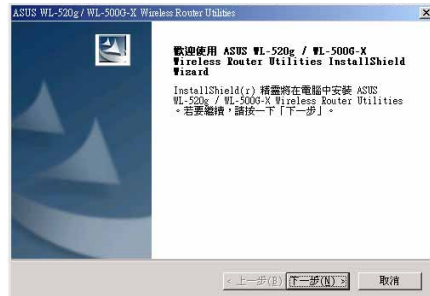 ASUS WL-520g / WL-500G-X Wireless Router Utilities
歡迎使用 ASUS WL-520g / WL-500G-X
Wireless Router Utilities InstallShield
Wizard
InstallShield(r) 精靈將在電腦中安裝 ASUS
WL-520g / WL-500G-X Wireless Router Utilities
。若要繼續，請按一下「下一步」。
< 上一步(B)
下一步(N) >
取消